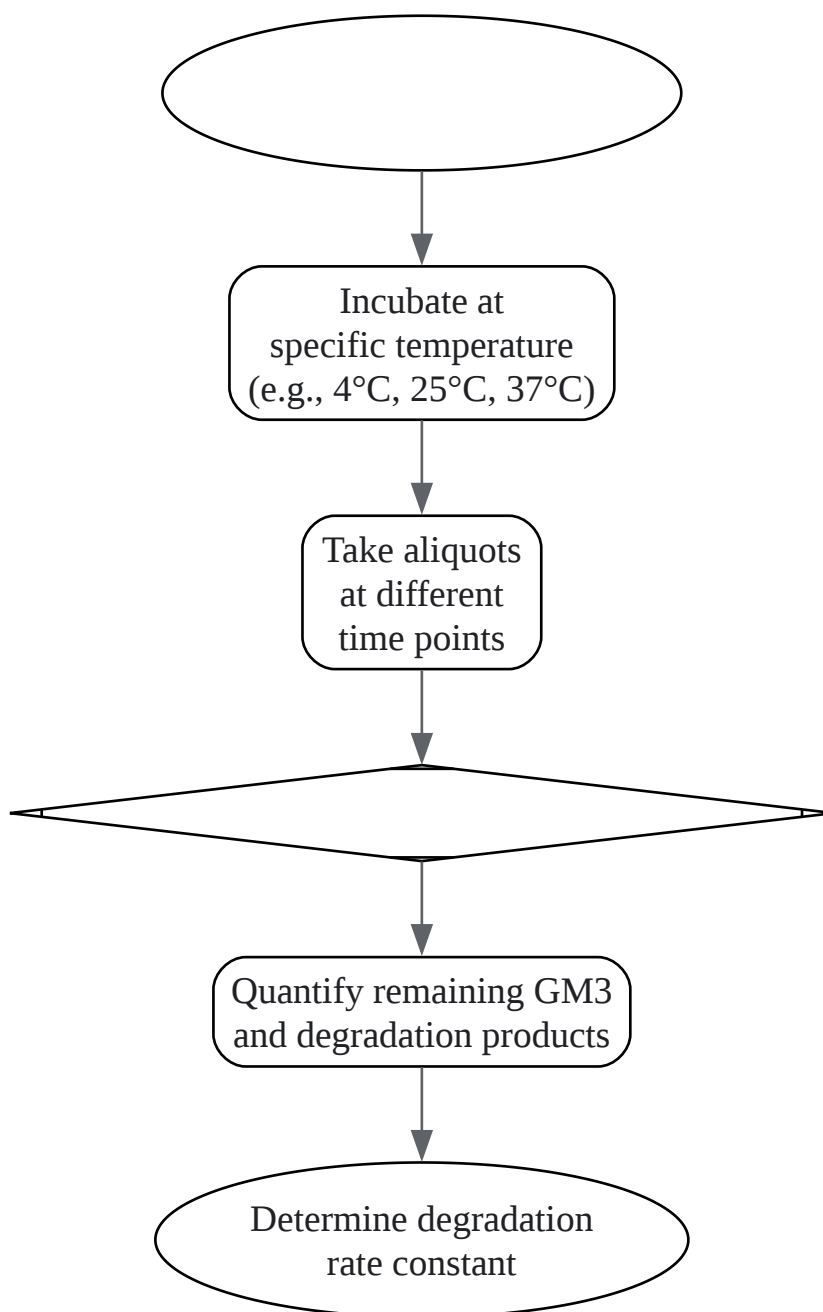 Incubate at
specific temperature
(e.g., 4°C, 25°C, 37°C)
Take aliquots
at different
time points
Quantify remaining GM3
and degradation products
Determine degradation
rate constant